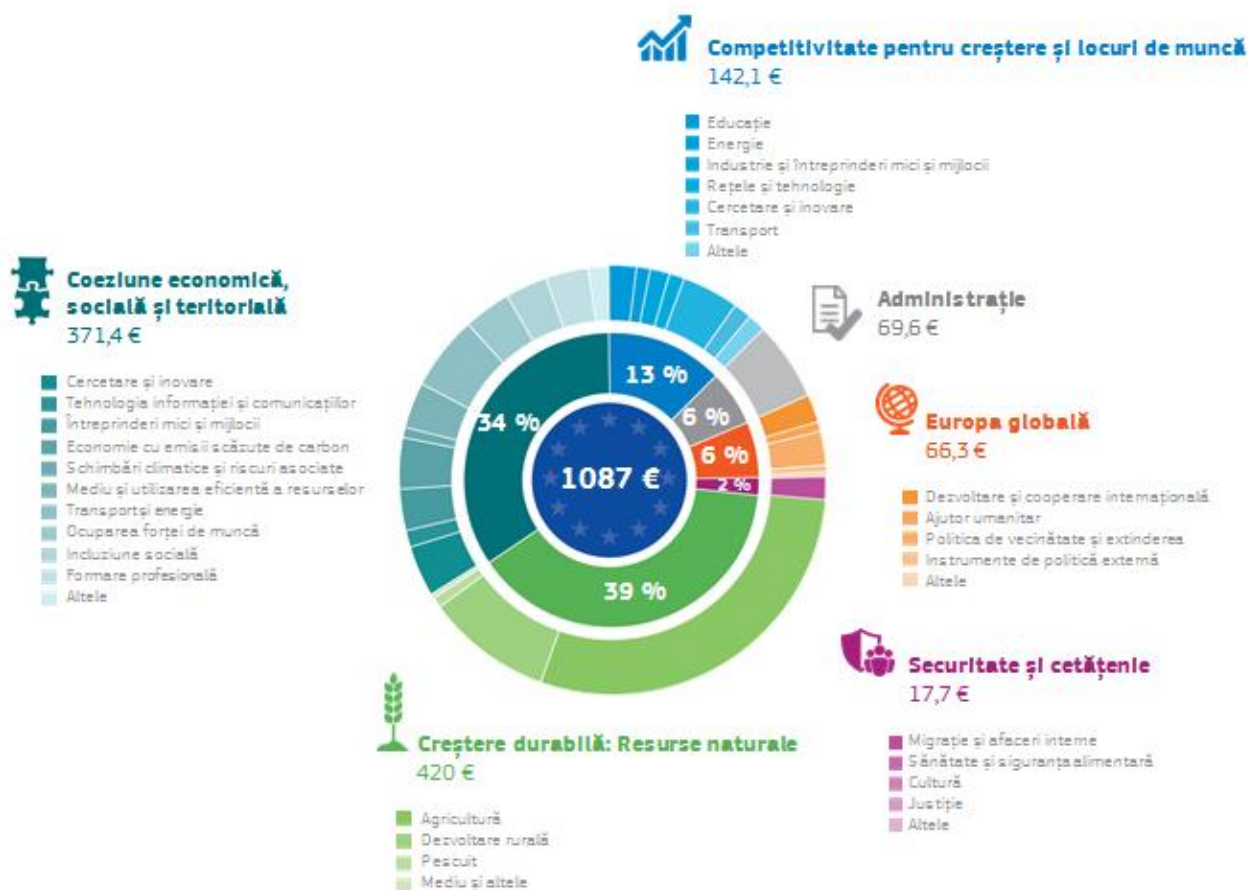 Competitivitate pentru creștere și locuri de muncă
142,1 €
Educație
Energie
Industrie și întreprinderi mici și mijlocii
Rețele și tehnologie
Cercetare și inovare
Transport
Altele
Coeziune economică,
socială și teritorială
371,4 €
Cercetare și inovare
Tehnologia informației și comunicațiilor
Întreprinderi mici și mijlocii
Economie cu emisii scăzute de carbon
Schimbări climatice și riscuri asociate
Mediu și utilizarea eficientă a resurselor
Transport și energie
Ocuparea forței de muncă
Incluziune socială
Formare profesională
Altele
Administrație
69,6 €
13 %
34 %
6 %
6 %
2 %
1087 €
39 %
Europa globală
66,3 €
Dezvoltare și cooperare internațională
Ajutor umanitar
Politica de vecinătate și extinderea
Instrumente de politică externă
Altele
Securitate și cetățenie
17,7 €
Migrație și afaceri interne
Sănătate și siguranța alimentară
Cultură
Justiție
Altele
Creștere durabilă: Resurse naturale
420 €
Agricultură
Dezvoltare rurală
Pescuit
Mediu și altele